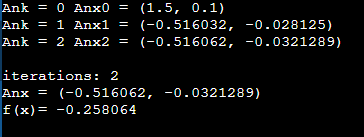 Ank = 0 Anx0 = (1.5, 0.1)
Ank = 1 Anx1 = (-0.516032, -0.028125)
Ank = 2 Anx2 = (-0.516062, -0.0321289)
iterations: 2
Anx = (-0.516062, -0.0321289)
f(x)= -0.258064